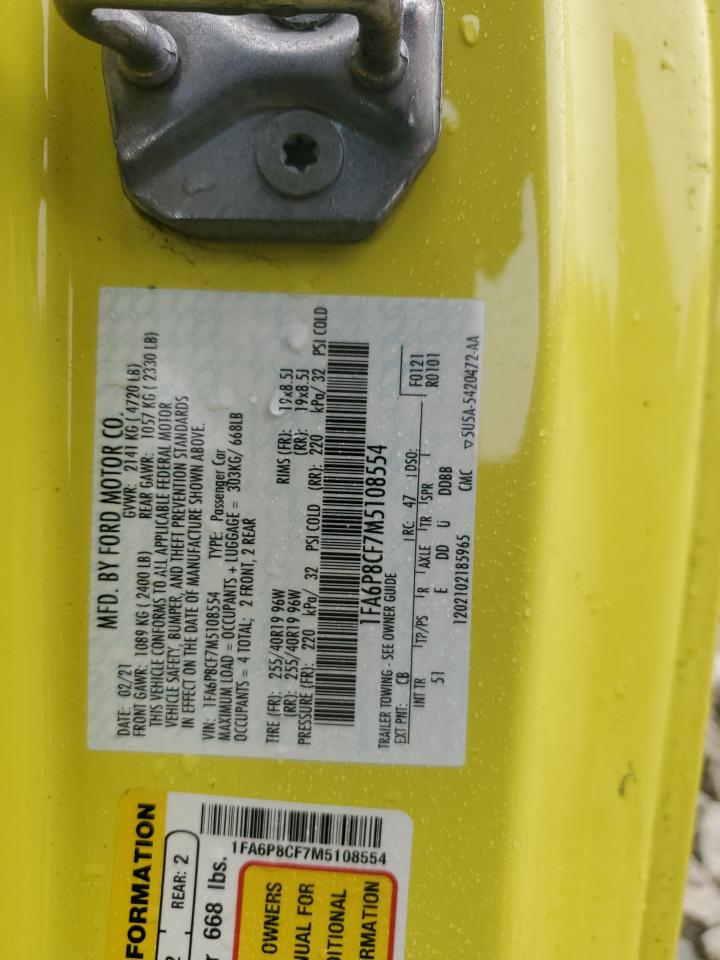 MFD. BY FORD MOTOR CO.
DATE: 02/21 GVWR: 2141 KG ( 4720 LB)
FRONT GAWR: 1089 KG ( 2400 LB) REAR GAWR: 1057 KG ( 2330 LB)
THIS VEHICLE CONFORMS TO ALL APPLICABLE FEDERAL MOTOR
VEHICLE SAFETY, BUMPER, AND THEFT PREVENTION STANDARDS
IN EFFECT ON THE DATE OF MANUFACTURE SHOWN ABOVE.
VIN: 1FA6P8CF7M5108554 TYPE: Passenger Car
MAXIMUM LOAD = OCCUPANTS + LUGGAGE = 303KG/ 668LB
OCCUPANTS = 4 TOTAL; 2 FRONT, 2 REAR
TIRE (FR): 255/40R19 96W RIMS (FR): 19x8.5J
(RR): 255/40R19 96W (RR): 19x8.5J
PRESSURE (FR): 220 kPa/ 32 PSI COLD (RR): 220 kPa/ 32 PSI COLD
1FA6P8CF7M5108554
TRAILER TOWING - SEE OWNER GUIDE
EXT PNT: CB RC: 47 DSO: F0121
R0101
INT TR TP/PS R AXLE TR SPR
51 E DD U DDBB
1202102185965 CMC ▽5U5A-5420472-AA
FORMATION
REAR: 2
668 lbs.
1FA6P8CF7M5108554
OWNERS
NUAL FOR
DITIONAL
RMATION